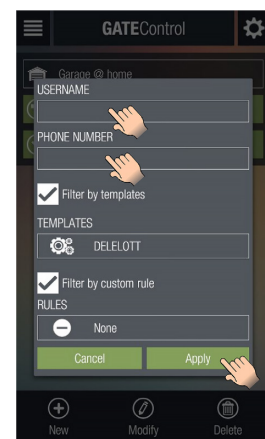 GATEControl
Garage @ home
USERNAME
PHONE NUMBER
Filter by templates
TEMPLATES
DELELOTT
Filter by custom rule
RULES
None
Cancel Apply
New Modify Delete